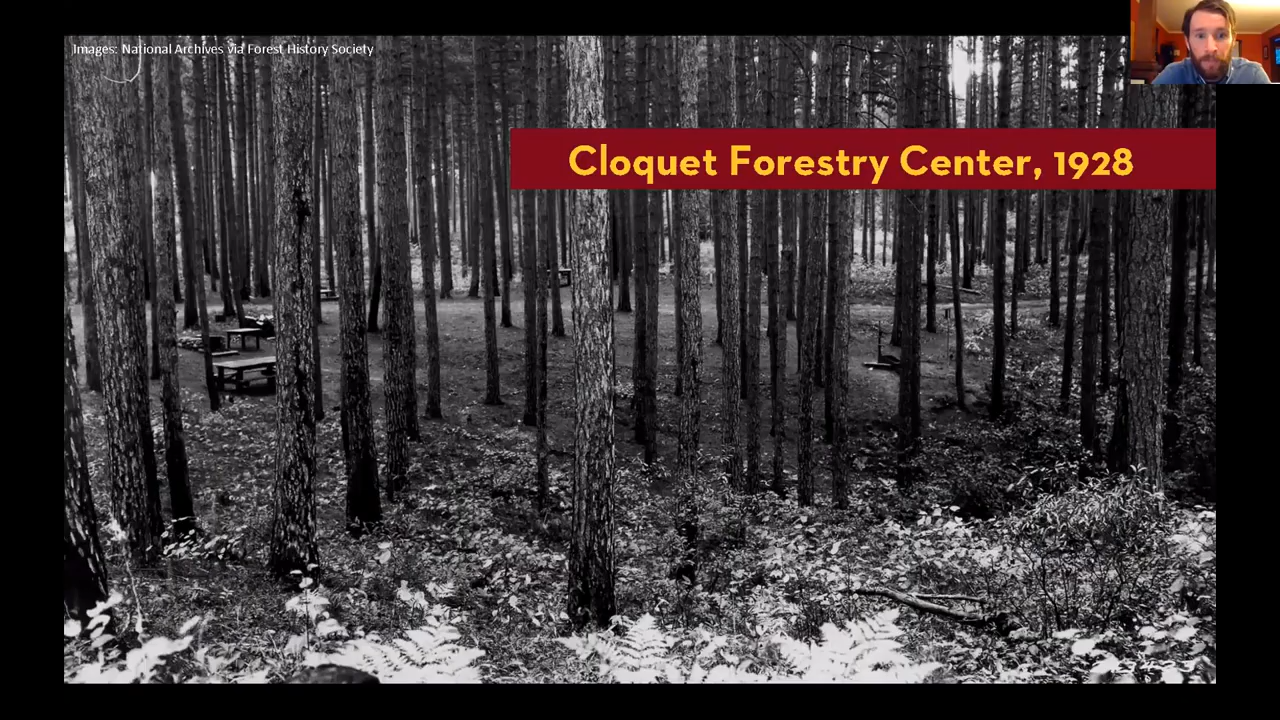 Images: National Archives via Forest History Society
Cloquet Forestry Center, 1928